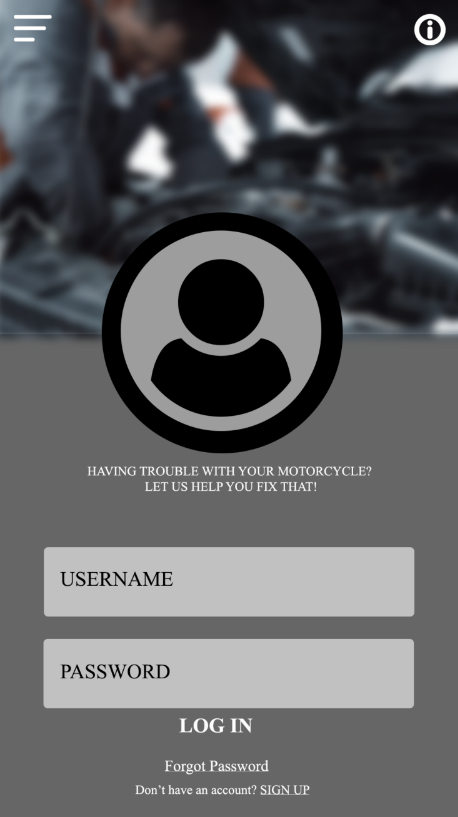 HAVING TROUBLE WITH YOUR MOTORCYCLE?
LET US HELP YOU FIX THAT!
USERNAME
PASSWORD
LOG IN
Forgot Password
Don’t have an account? SIGN UP